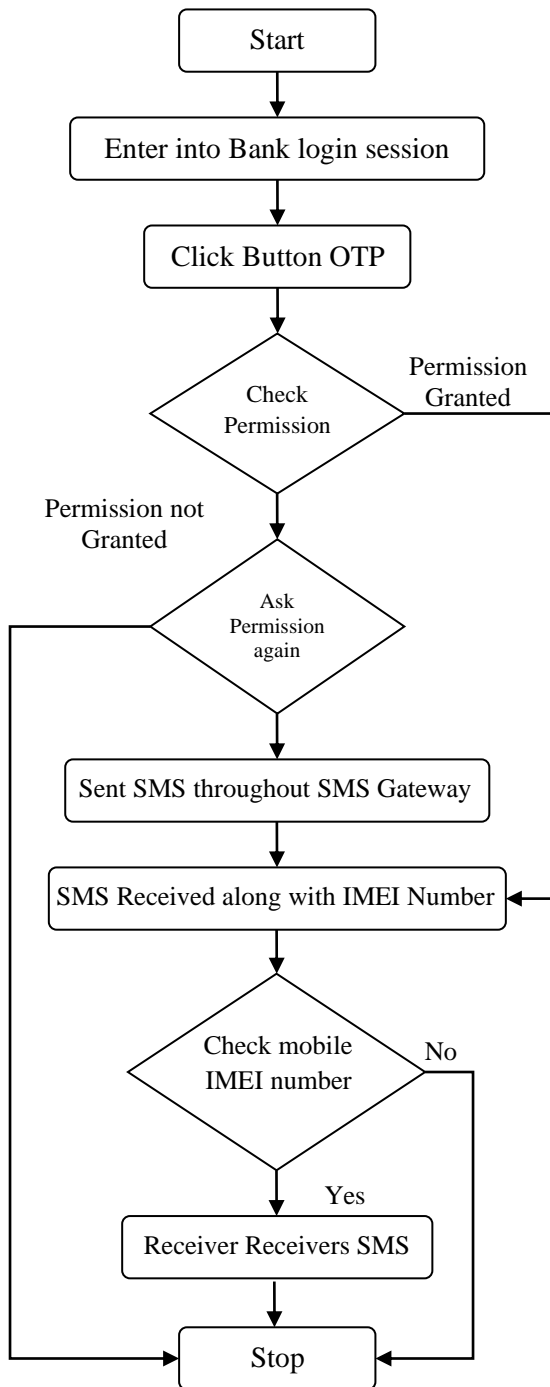 Start
Enter into Bank login session
Click Button OTP
Check
Permission
Permission
Granted
Permission not
Granted
Ask
Permission
again
Sent SMS throughout SMS Gateway
SMS Received along with IMEI Number
Check mobile
IMEI number
No
Yes
Receiver Receivers SMS
Stop